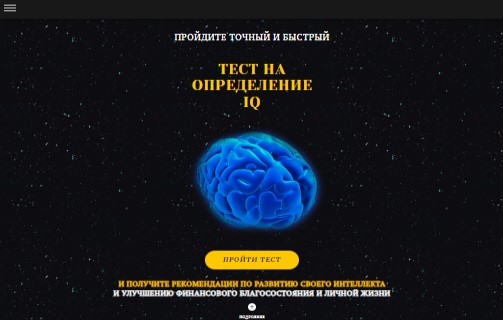 ПРОЙДИТЕ ТОЧНЫЙ И БЫСТРЫЙ
ТЕСТ НА
ОПРЕДЕЛЕНИЕ
IQ
ПРОЙТИ ТЕСТ
И ПОЛУЧИТЕ РЕКОМЕНДАЦИИ ПО РАЗВИТИЮ СВОЕГО ИНТЕЛЛЕКТА
И УЛУЧШЕНИЮ ФИНАНСОВОГО БЛАГОСОСТОЯНИЯ И ЛИЧНОЙ ЖИЗНИ